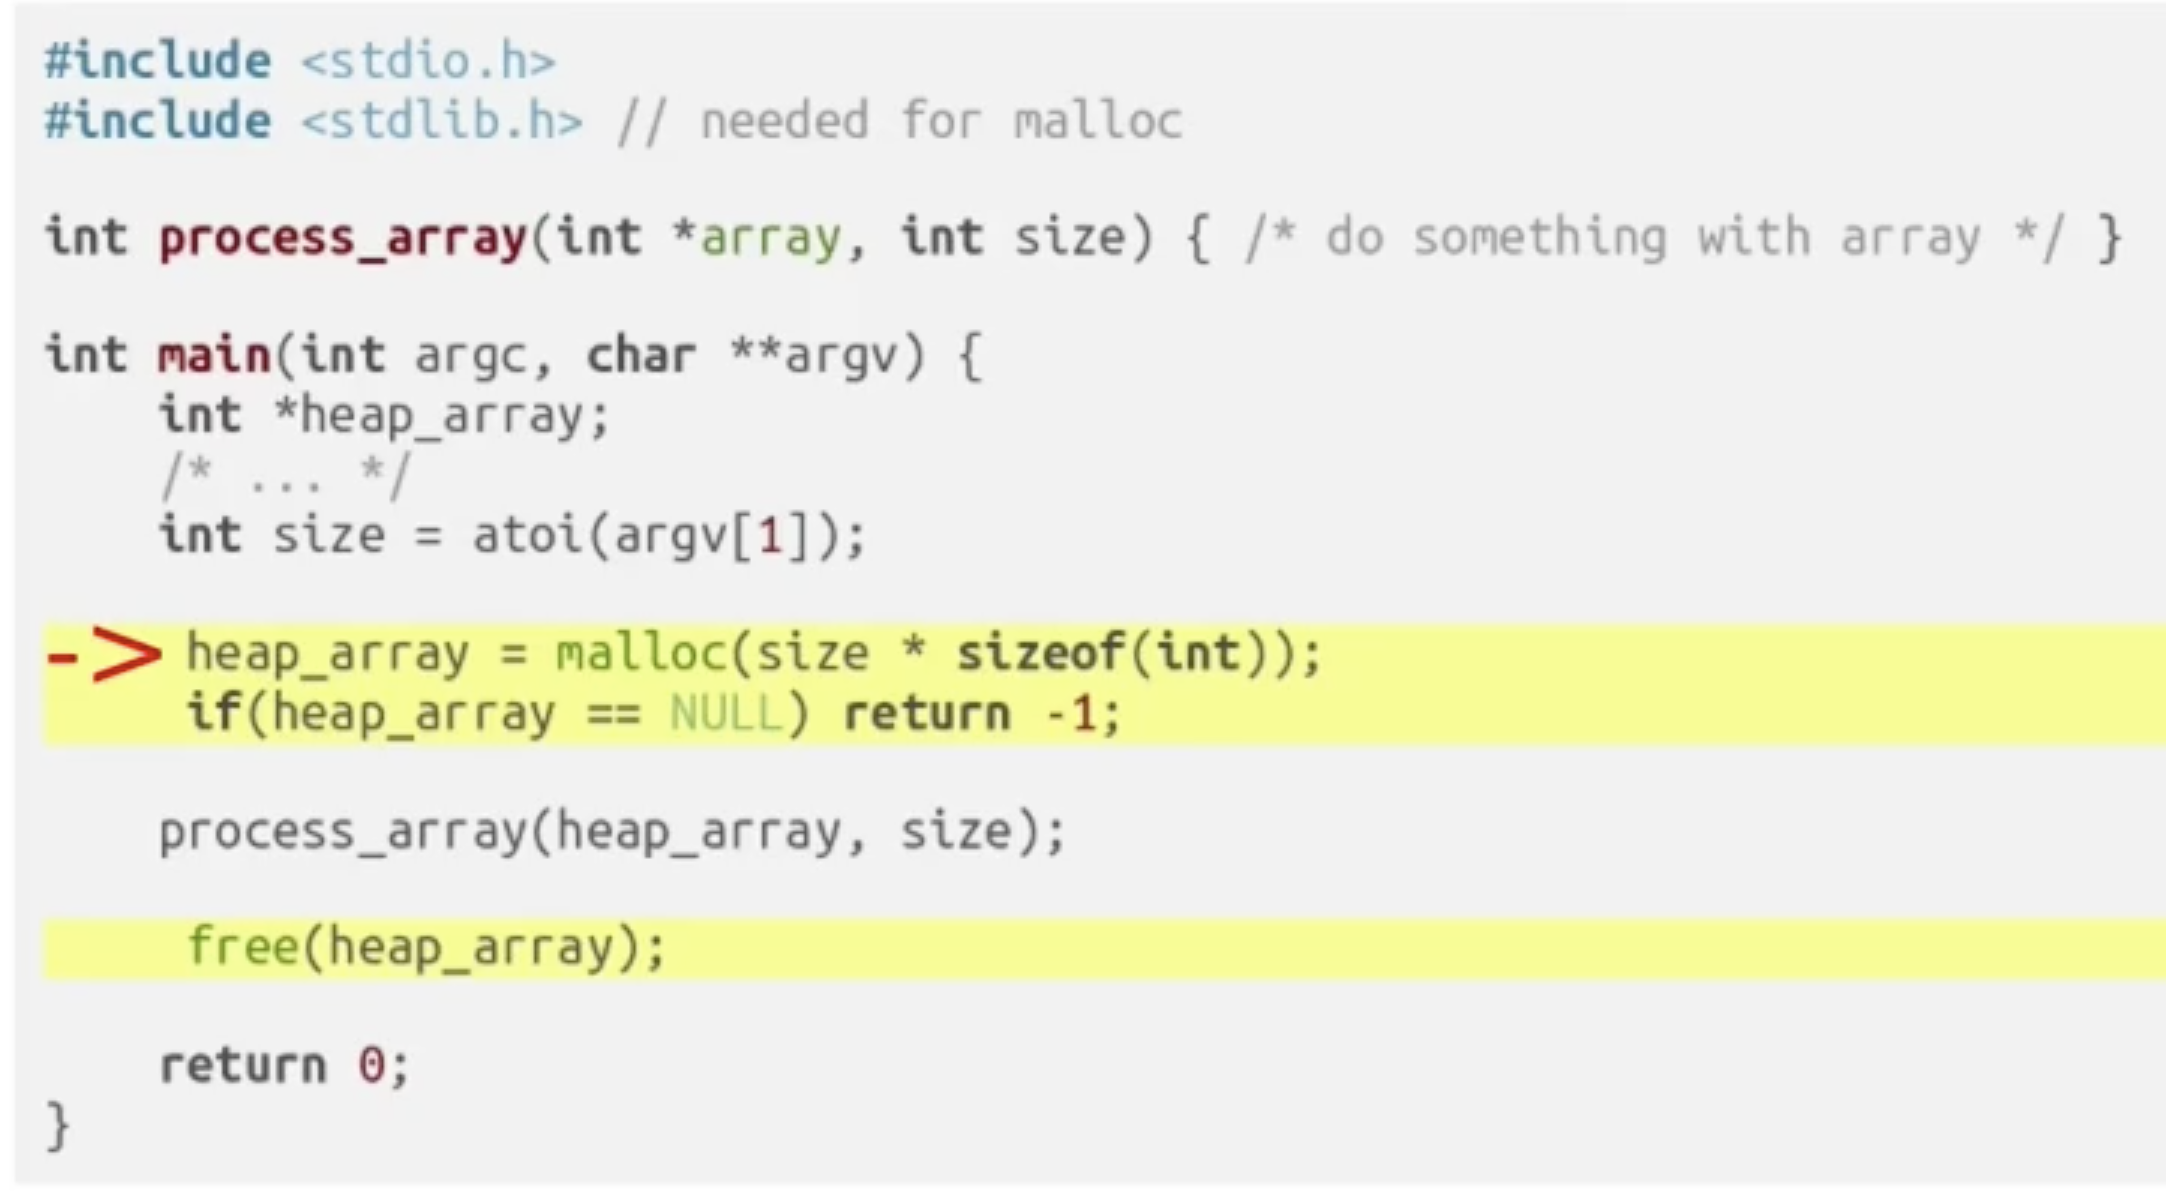 #include <stdio.h>
#include <stdlib.h> // needed for malloc
int process_array(int *array, int size) { /* do something with array */ }
int main(int argc, char **argv) {
int *heap_array;
/* ... */
int size = atoi(argv[1]);
-> heap_array = malloc(size * sizeof(int));
if(heap_array == NULL) return -1;
process_array(heap_array, size);
free(heap_array);
return 0;
}